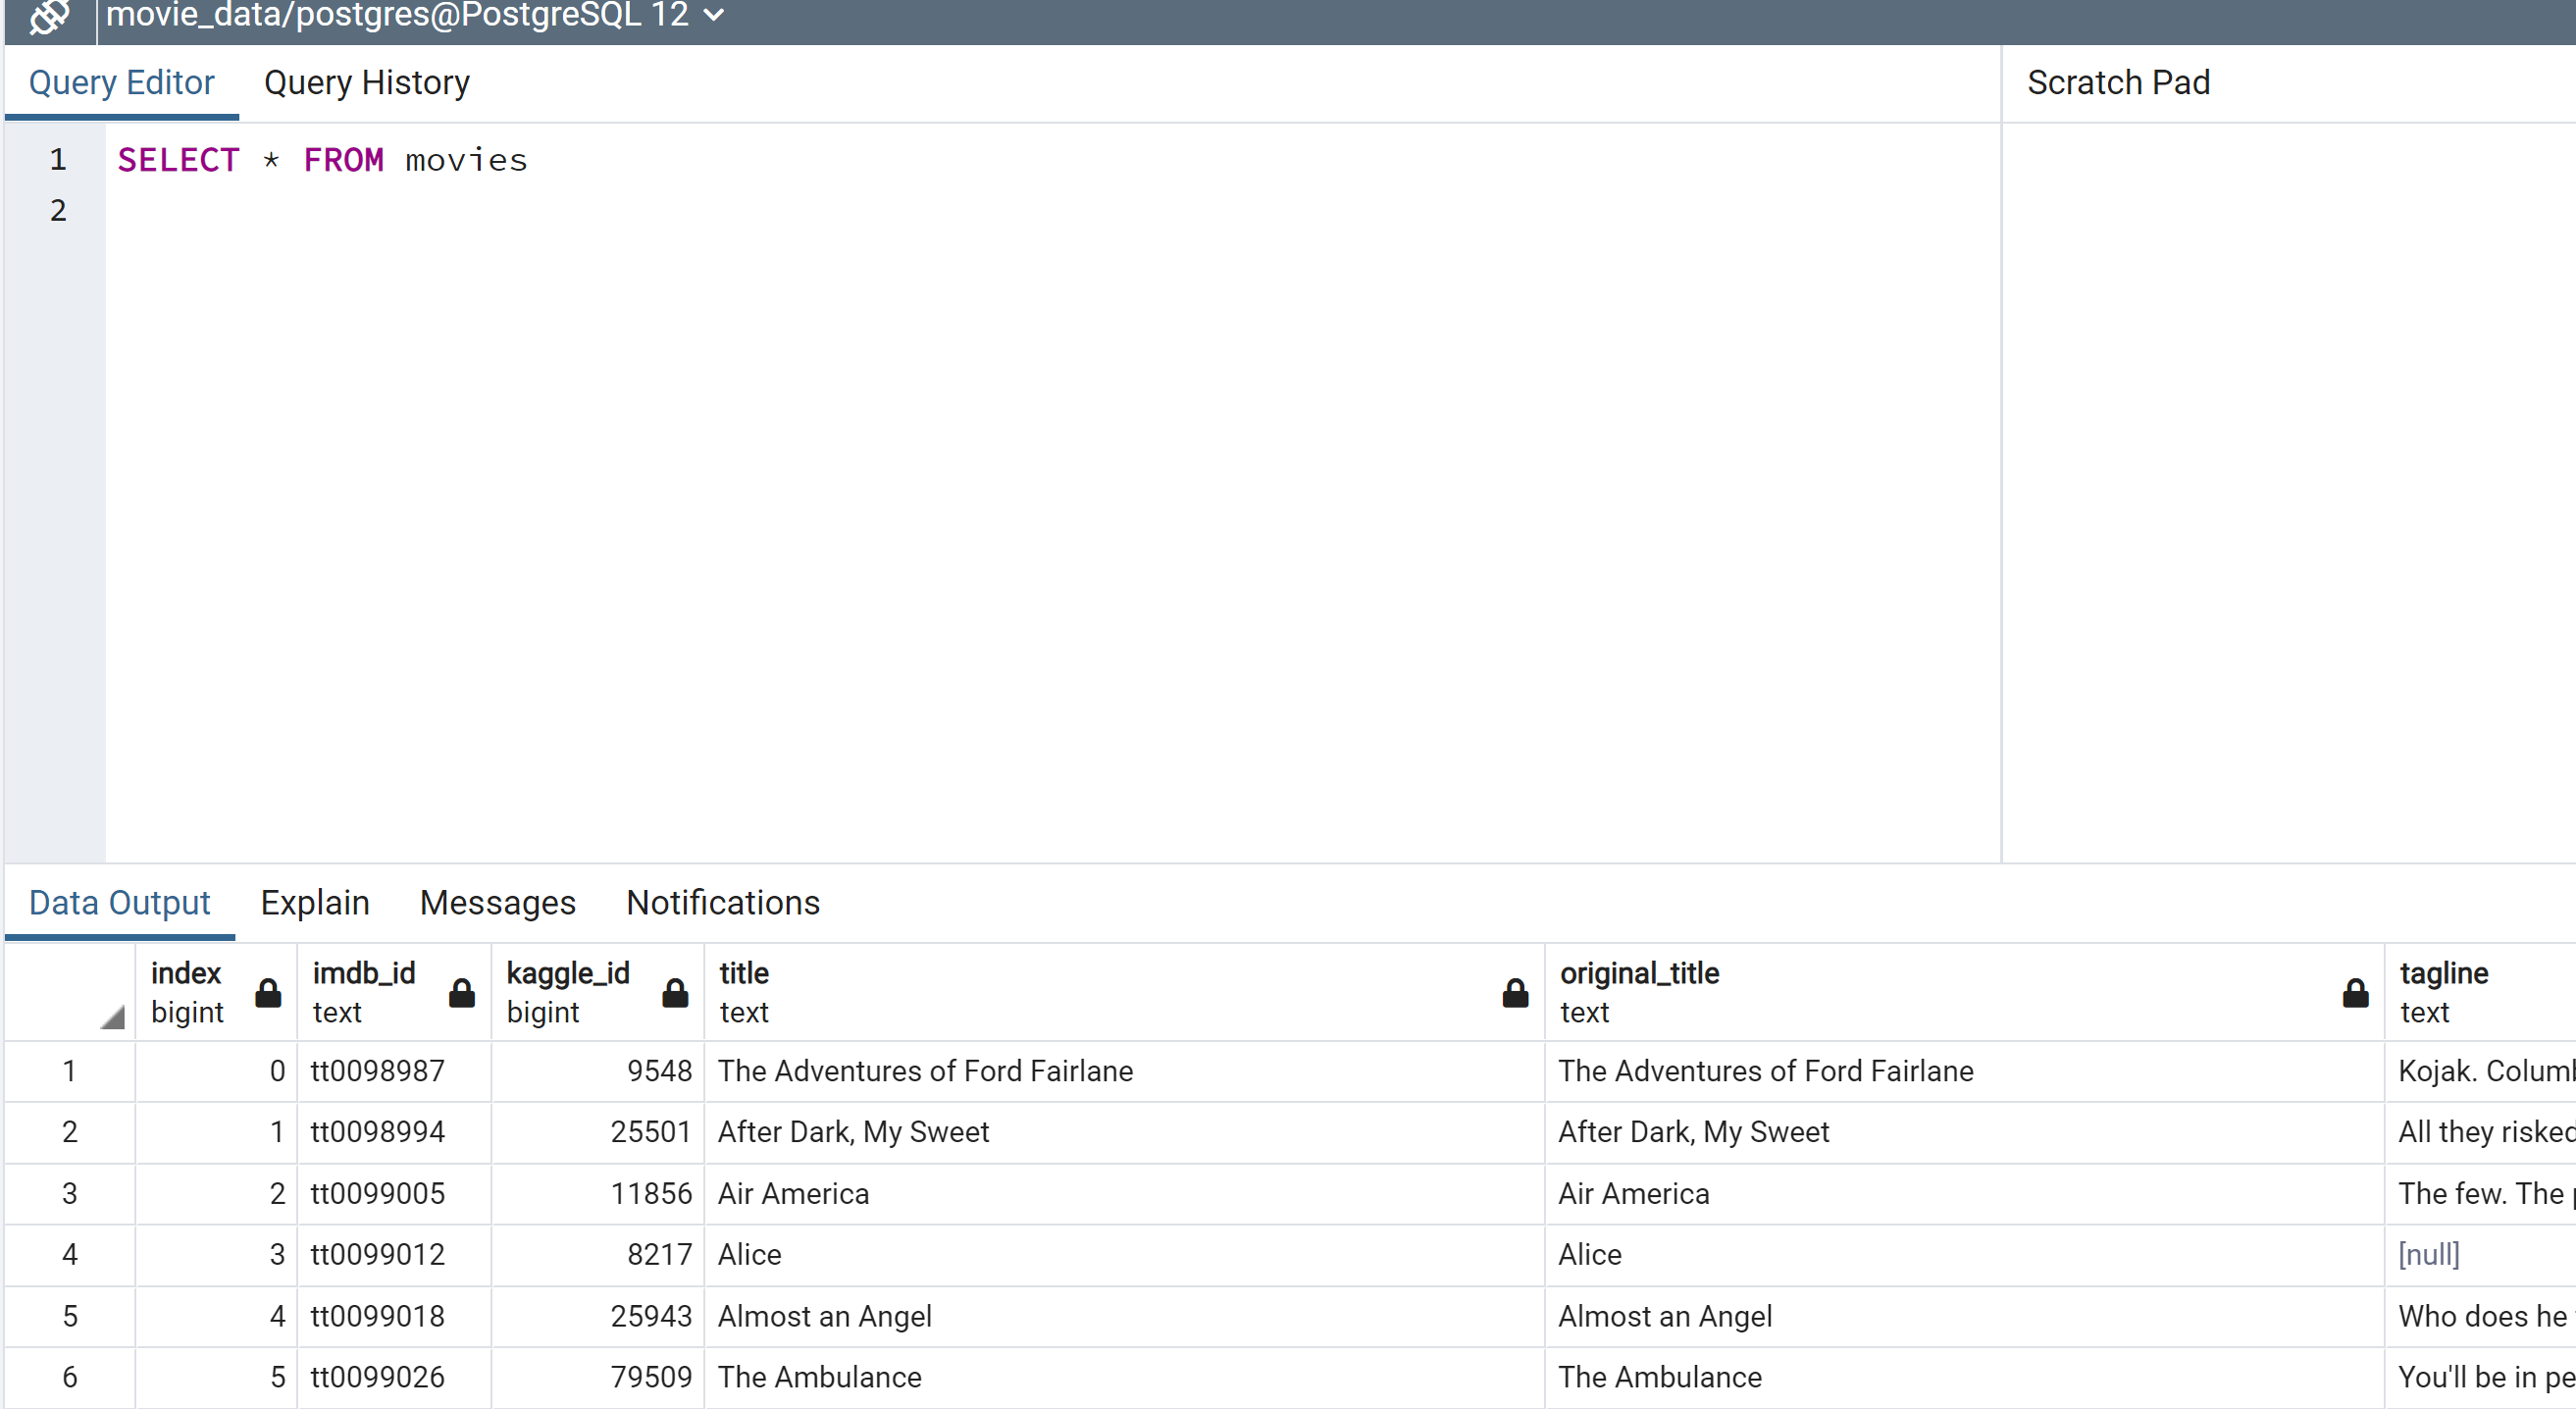 movie_data/postgres@PostgreSQL 12
Query Editor Query History Scratch Pad
1 SELECT * FROM movies
2
Data Output Explain Messages Notifications
index imdb_id kaggle_id title original_title tagline
bigint text bigint text text text
1 0 tt0098987 9548 The Adventures of Ford Fairlane The Adventures of Ford Fairlane Kojak.
2 1 tt0098994 25501 After Dark, My Sweet After Dark, My Sweet All they risked
3 2 tt0099005 11856 Air America Air America The few. The
4 3 tt0099012 8217 Alice Alice [null]
5 4 tt0099018 25943 Almost an Angel Almost an Angel Who does he
6 5 tt0099026 79509 The Ambulance The Ambulance You'll be in